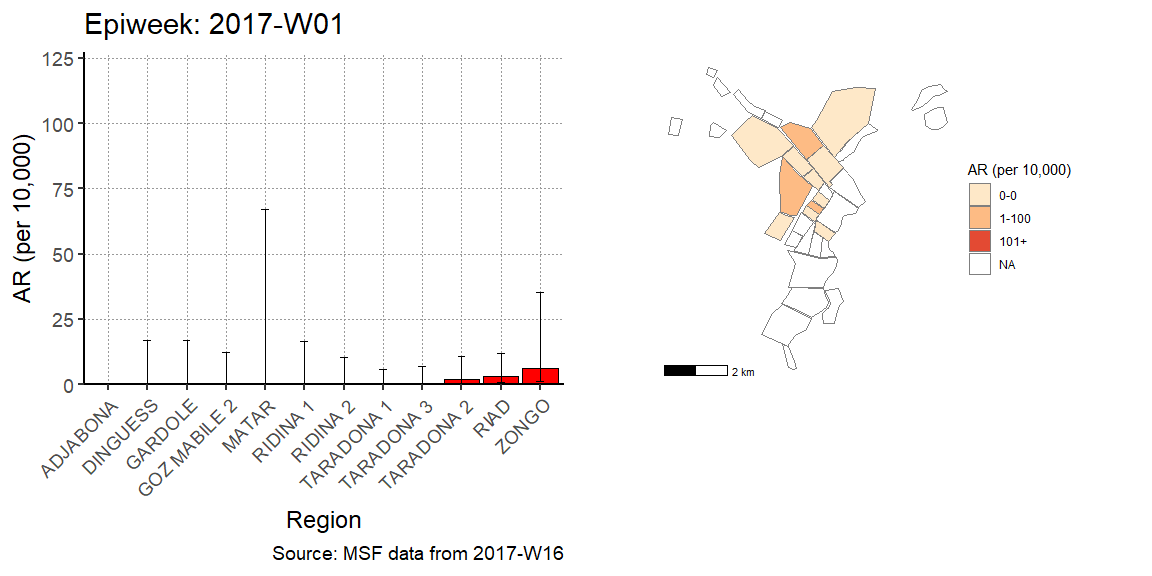 Epiweek: 2017-W01
AR (per 10,000)
125
100
75
50
25
0
ADJABONA
DINGUESS
GARDOLE
GOZ MABILE 2
MATAR
RIDINA 1
RIDINA 2
TARADONA 1
TARADONA 3
TARADONA 2
RIAD
ZONGO
Region
Source: MSF data from 2017-W16
AR (per 10,000)
0-0
1-100
101+
NA
2 km